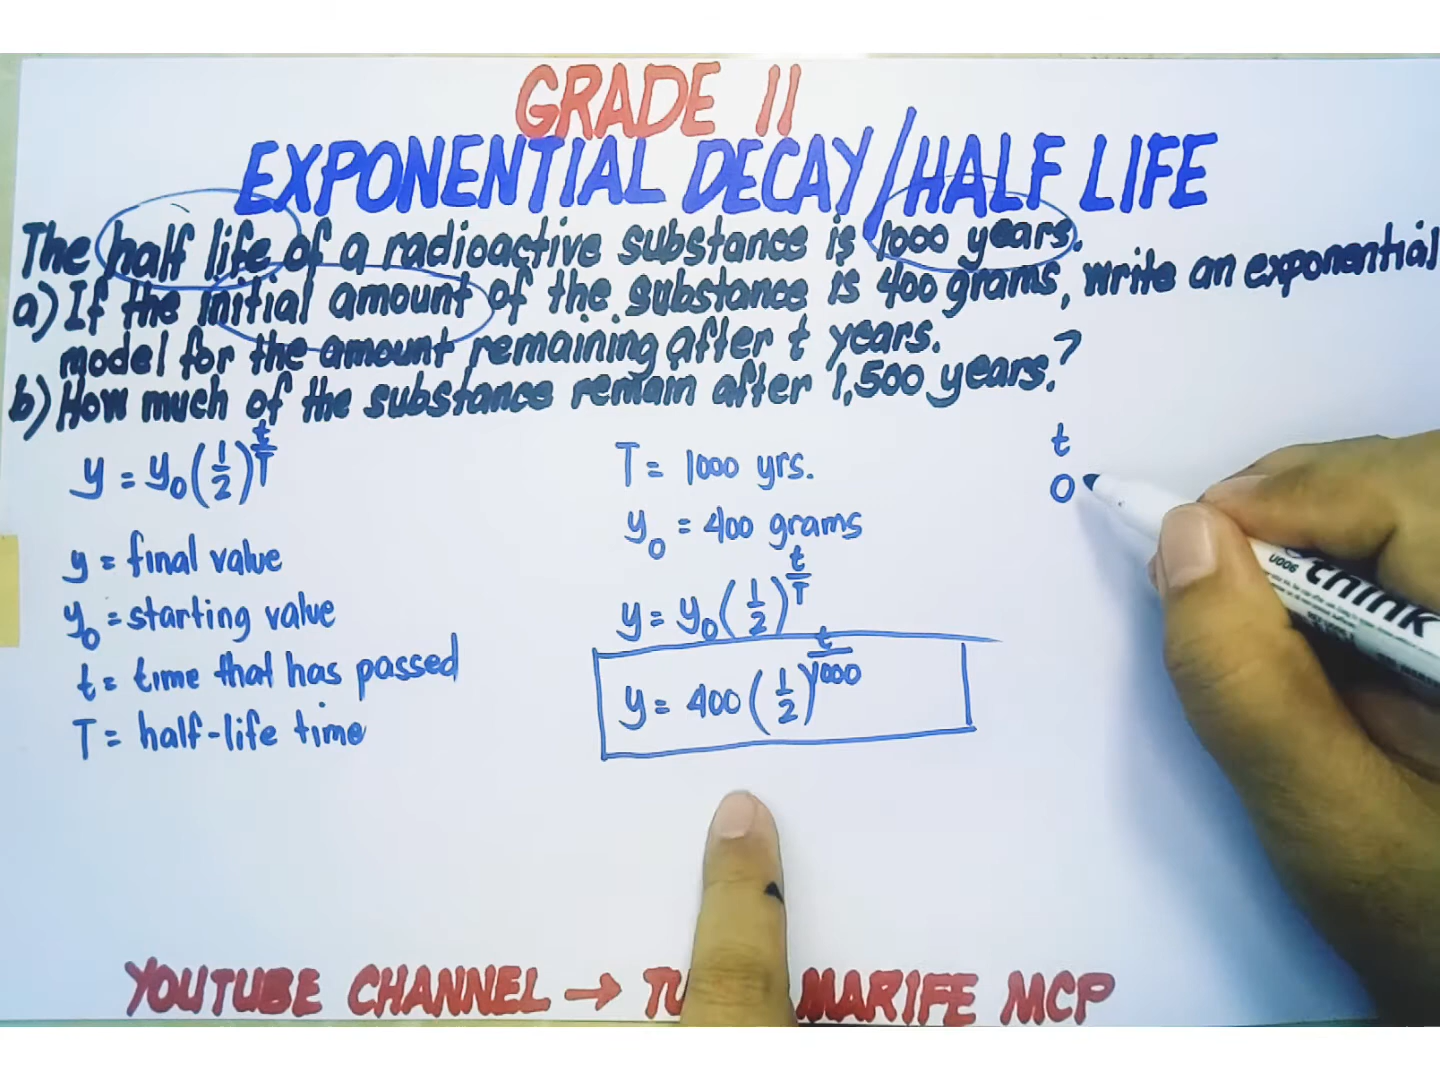 GRADE 11
EXPONENTIAL DECAY/HALF LIFE
The half life of a radioactive substance is 1000 years.
a) If the initial amount of the substance is 400 grams, write an exponential
model for the amount remaining after t years.
b) How much of the substance remain after 1,500 years?
y = y₀(1/2)^(t/T)
y = final value
y₀ = starting value
t = time that has passed
T = half-life time
T = 1000 yrs.
y₀ = 400 grams
y = y₀(1/2)^(t/T)
y = 400(1/2)^(t/1000)
t
0
think
YOUTUBE CHANNEL → MARIFE MCP